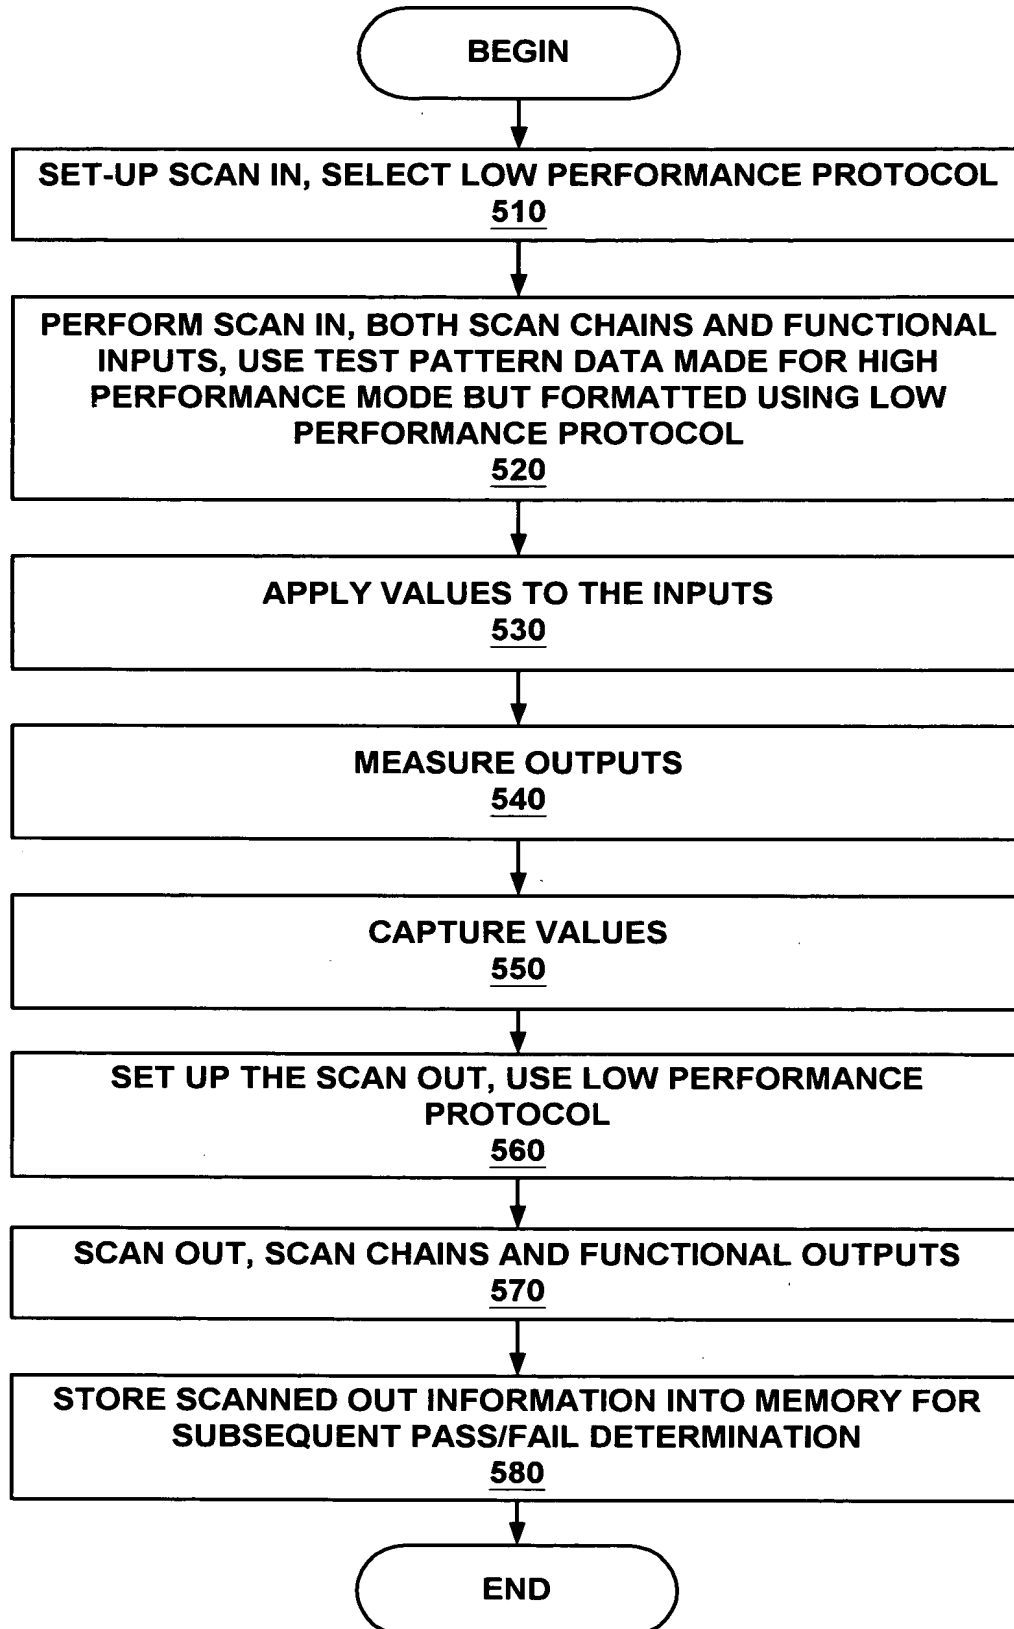 BEGIN
SET-UP SCAN IN, SELECT LOW PERFORMANCE PROTOCOL
510
PERFORM SCAN IN, BOTH SCAN CHAINS AND FUNCTIONAL
INPUTS, USE TEST PATTERN DATA MADE FOR HIGH
PERFORMANCE MODE BUT FORMATTED USING LOW
PERFORMANCE PROTOCOL
520
APPLY VALUES TO THE INPUTS
530
MEASURE OUTPUTS
540
CAPTURE VALUES
550
SET UP THE SCAN OUT, USE LOW PERFORMANCE
PROTOCOL
560
SCAN OUT, SCAN CHAINS AND FUNCTIONAL OUTPUTS
570
STORE SCANNED OUT INFORMATION INTO MEMORY FOR
SUBSEQUENT PASS/FAIL DETERMINATION
580
END